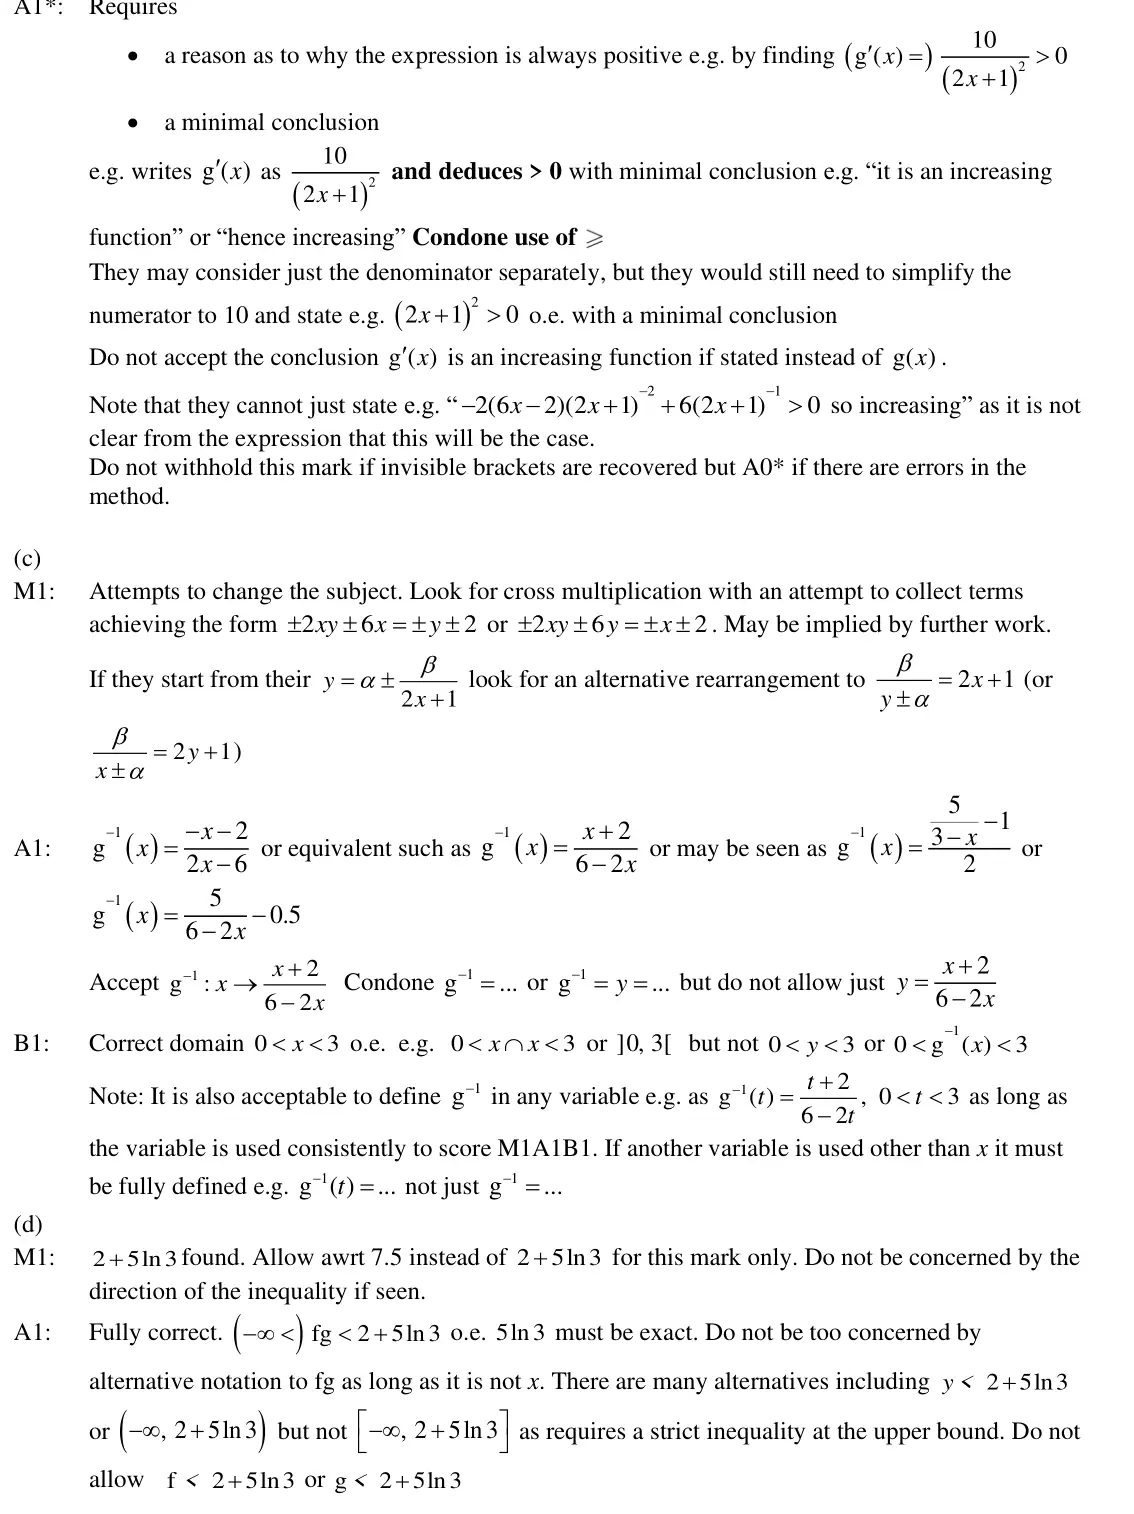 A1*: Requires
• a reason as to why the expression is always positive e.g. by finding (g′(x) =) 10/(2x+1)² > 0
• a minimal conclusion
e.g. writes g′(x) as 10/(2x+1)² and deduces > 0 with minimal conclusion e.g. “it is an increasing
function” or “hence increasing” Condone use of ⩾
They may consider just the denominator separately, but they would still need to simplify the
numerator to 10 and state e.g. (2x+1)² > 0 o.e. with a minimal conclusion
Do not accept the conclusion g′(x) is an increasing function if stated instead of g(x).
Note that they cannot just state e.g. “−2(6x−2)(2x+1)⁻² + 6(2x+1)⁻¹ > 0 so increasing” as it is not
clear from the expression that this will be the case.
Do not withhold this mark if invisible brackets are recovered but A0* if there are errors in the
method.
(c)
M1: Attempts to change the subject. Look for cross multiplication with an attempt to collect terms
achieving the form ±2xy ± 6x = ±y ± 2 or ±2xy ± 6y = ±x ± 2. May be implied by further work.
If they start from their y = α ± β/(2x+1) look for an alternative rearrangement to β/(y±α) = 2x+1 (or
β/(x±α) = 2y+1)
A1: g⁻¹(x) = (−x−2)/(2x−6) or equivalent such as g⁻¹(x) = (x+2)/(6−2x) or may be seen as g⁻¹(x) = (5/(3−x) −1)/2 or
g⁻¹(x) = 5/(6−2x) − 0.5
Accept g⁻¹ : x → (x+2)/(6−2x) Condone g⁻¹ = ... or g⁻¹ = y = ... but do not allow just y = (x+2)/(6−2x)
B1: Correct domain 0 < x < 3 o.e. e.g. 0 < x ∩ x < 3 or ]0, 3[ but not 0 < y < 3 or 0 < g⁻¹(x) < 3
Note: It is also acceptable to define g⁻¹ in any variable e.g. as g⁻¹(t) = (t+2)/(6−2t), 0 < t < 3 as long as
the variable is used consistently to score M1A1B1. If another variable is used other than x it must
be fully defined e.g. g⁻¹(t) = ... not just g⁻¹ = ...
(d)
M1: 2 + 5ln 3 found. Allow awrt 7.5 instead of 2 + 5ln 3 for this mark only. Do not be concerned by the
direction of the inequality if seen.
A1: Fully correct. (−∞ <) fg < 2 + 5ln 3 o.e. 5ln 3 must be exact. Do not be too concerned by
alternative notation to fg as long as it is not x. There are many alternatives including y < 2 + 5ln 3
or (−∞, 2 + 5ln 3) but not [−∞, 2 + 5ln 3] as requires a strict inequality at the upper bound. Do not
allow f < 2 + 5ln 3 or g < 2 + 5ln 3